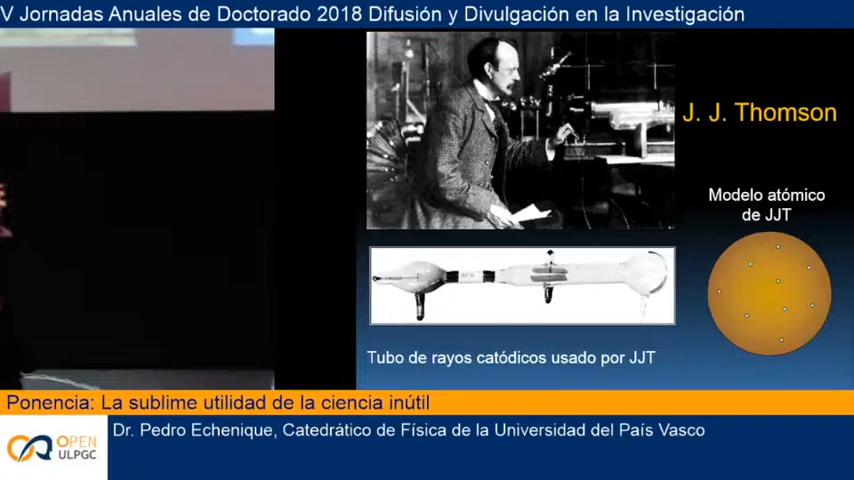 V Jornadas Anuales de Doctorado 2018 Difusión y Divulgación en la Investigación
J. J. Thomson
Modelo atómico
de JJT
Tubo de rayos catódicos usado por JJT
Ponencia: La sublime utilidad de la ciencia inútil
Dr. Pedro Echenique, Catedrático de Física de la Universidad del País Vasco
OPEN
ULPGC